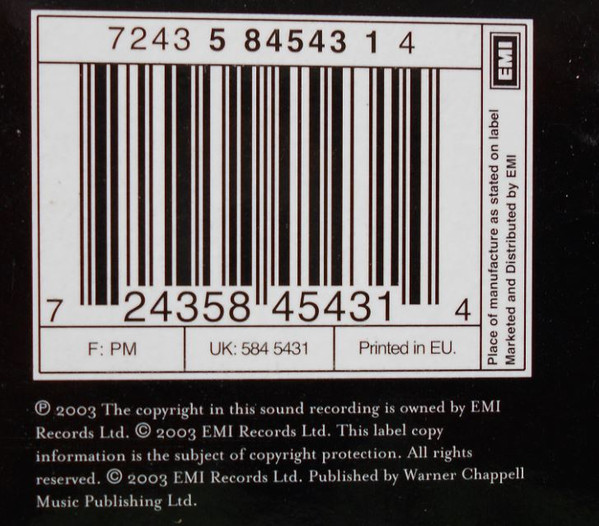 7243 5 84543 1 4
EMI
Place of manufacture as stated on label
Marketed and Distributed by EMI
7 24358 45431 4
F: PM
UK: 584 5431
Printed in EU.
℗ 2003 The copyright in this sound recording is owned by EMI
Records Ltd. © 2003 EMI Records Ltd. This label copy
information is the subject of copyright protection. All rights
reserved. © 2003 EMI Records Ltd. Published by Warner Chappell
Music Publishing Ltd.